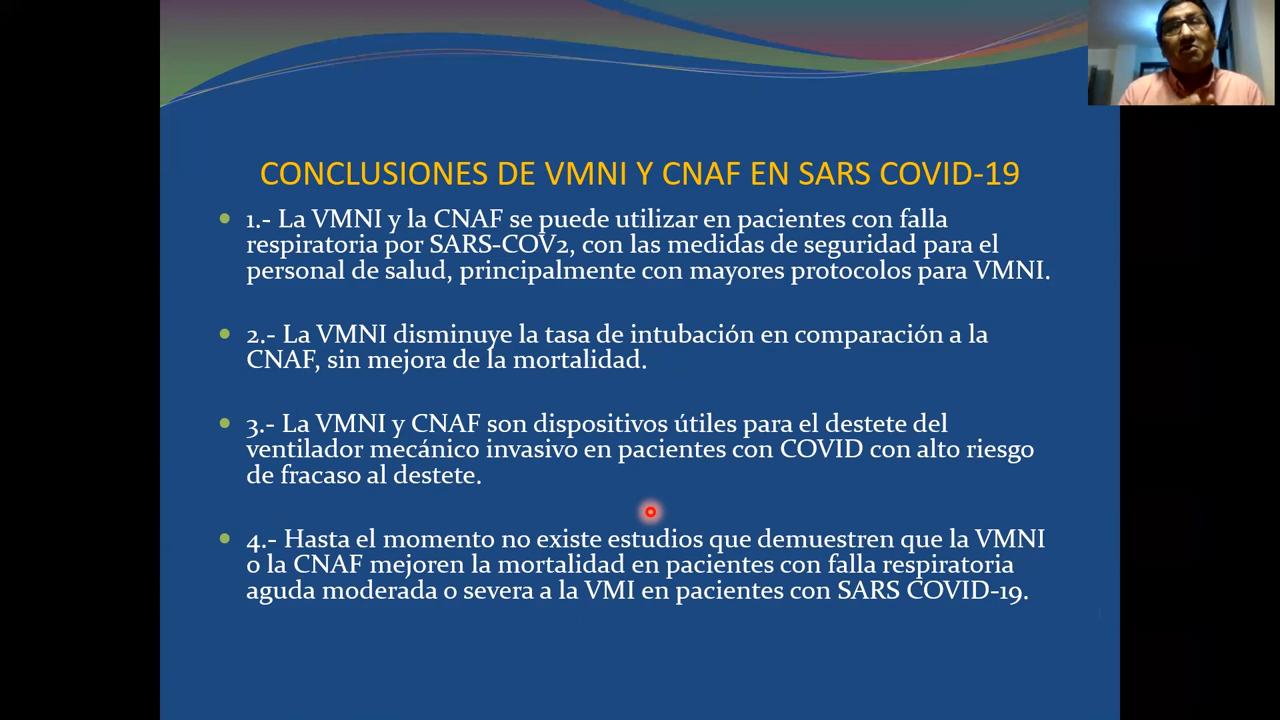 CONCLUSIONES DE VMNI Y CNAF EN SARS COVID-19
1.- La VMNI y la CNAF se puede utilizar en pacientes con falla
respiratoria por SARS-COV2, con las medidas de seguridad para el
personal de salud, principalmente con mayores protocolos para VMNI.
2.- La VMNI disminuye la tasa de intubación en comparación a la
CNAF, sin mejora de la mortalidad.
3.- La VMNI y CNAF son dispositivos útiles para el destete del
ventilador mecánico invasivo en pacientes con COVID con alto riesgo
de fracaso al destete.
4.- Hasta el momento no existe estudios que demuestren que la VMNI
o la CNAF mejoren la mortalidad en pacientes con falla respiratoria
aguda moderada o severa a la VMI en pacientes con SARS COVID-19.